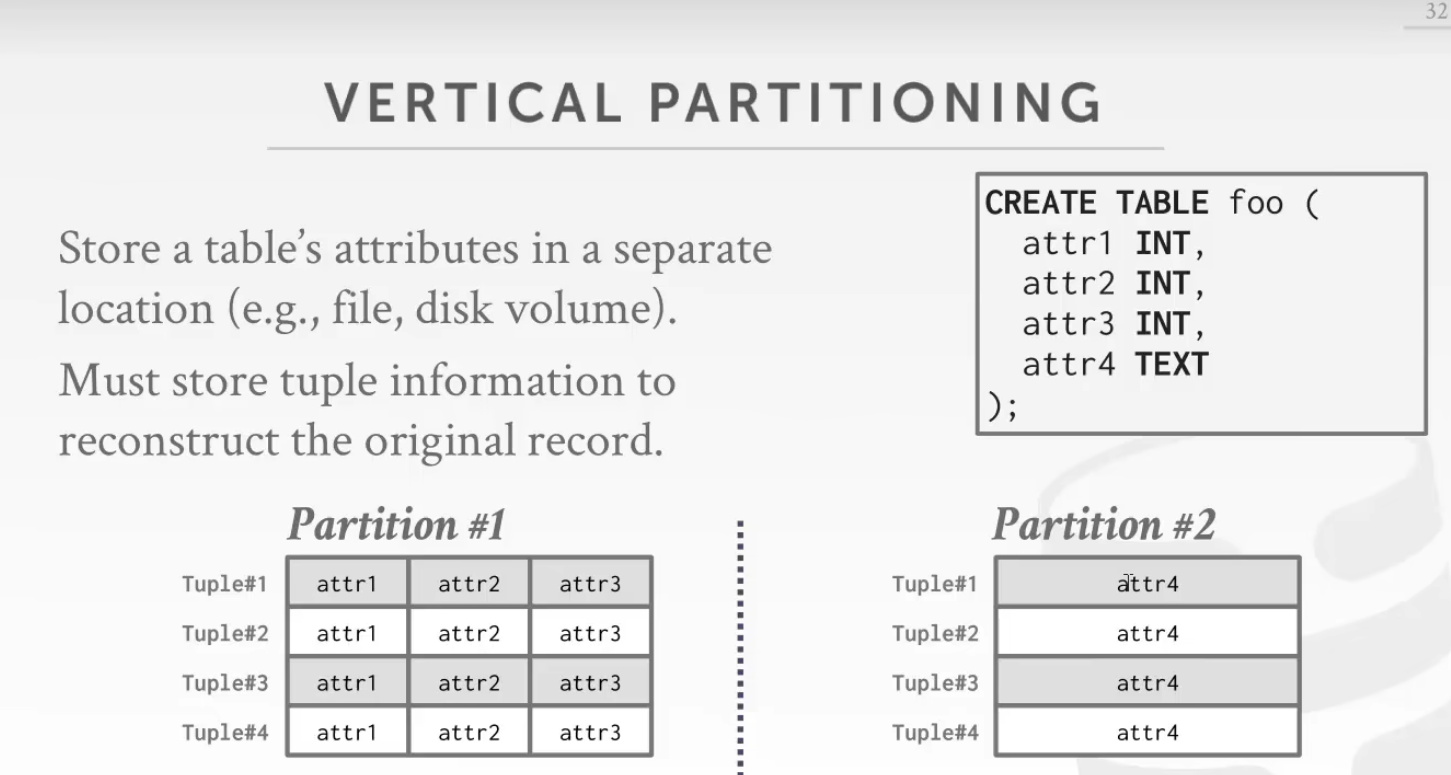 32
VERTICAL PARTITIONING
Store a table’s attributes in a separate
location (e.g., file, disk volume).
Must store tuple information to
reconstruct the original record.
CREATE TABLE foo (
attr1 INT,
attr2 INT,
attr3 INT,
attr4 TEXT
);
Partition #1
Tuple#1 attr1 attr2 attr3
Tuple#2 attr1 attr2 attr3
Tuple#3 attr1 attr2 attr3
Tuple#4 attr1 attr2 attr3
Partition #2
Tuple#1 attr4
Tuple#2 attr4
Tuple#3 attr4
Tuple#4 attr4